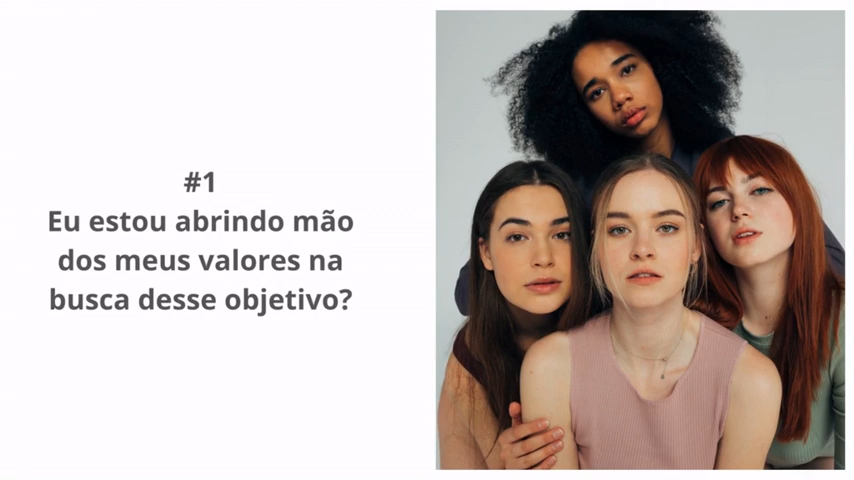 #1
Eu estou abrindo mão
dos meus valores na
busca desse objetivo?